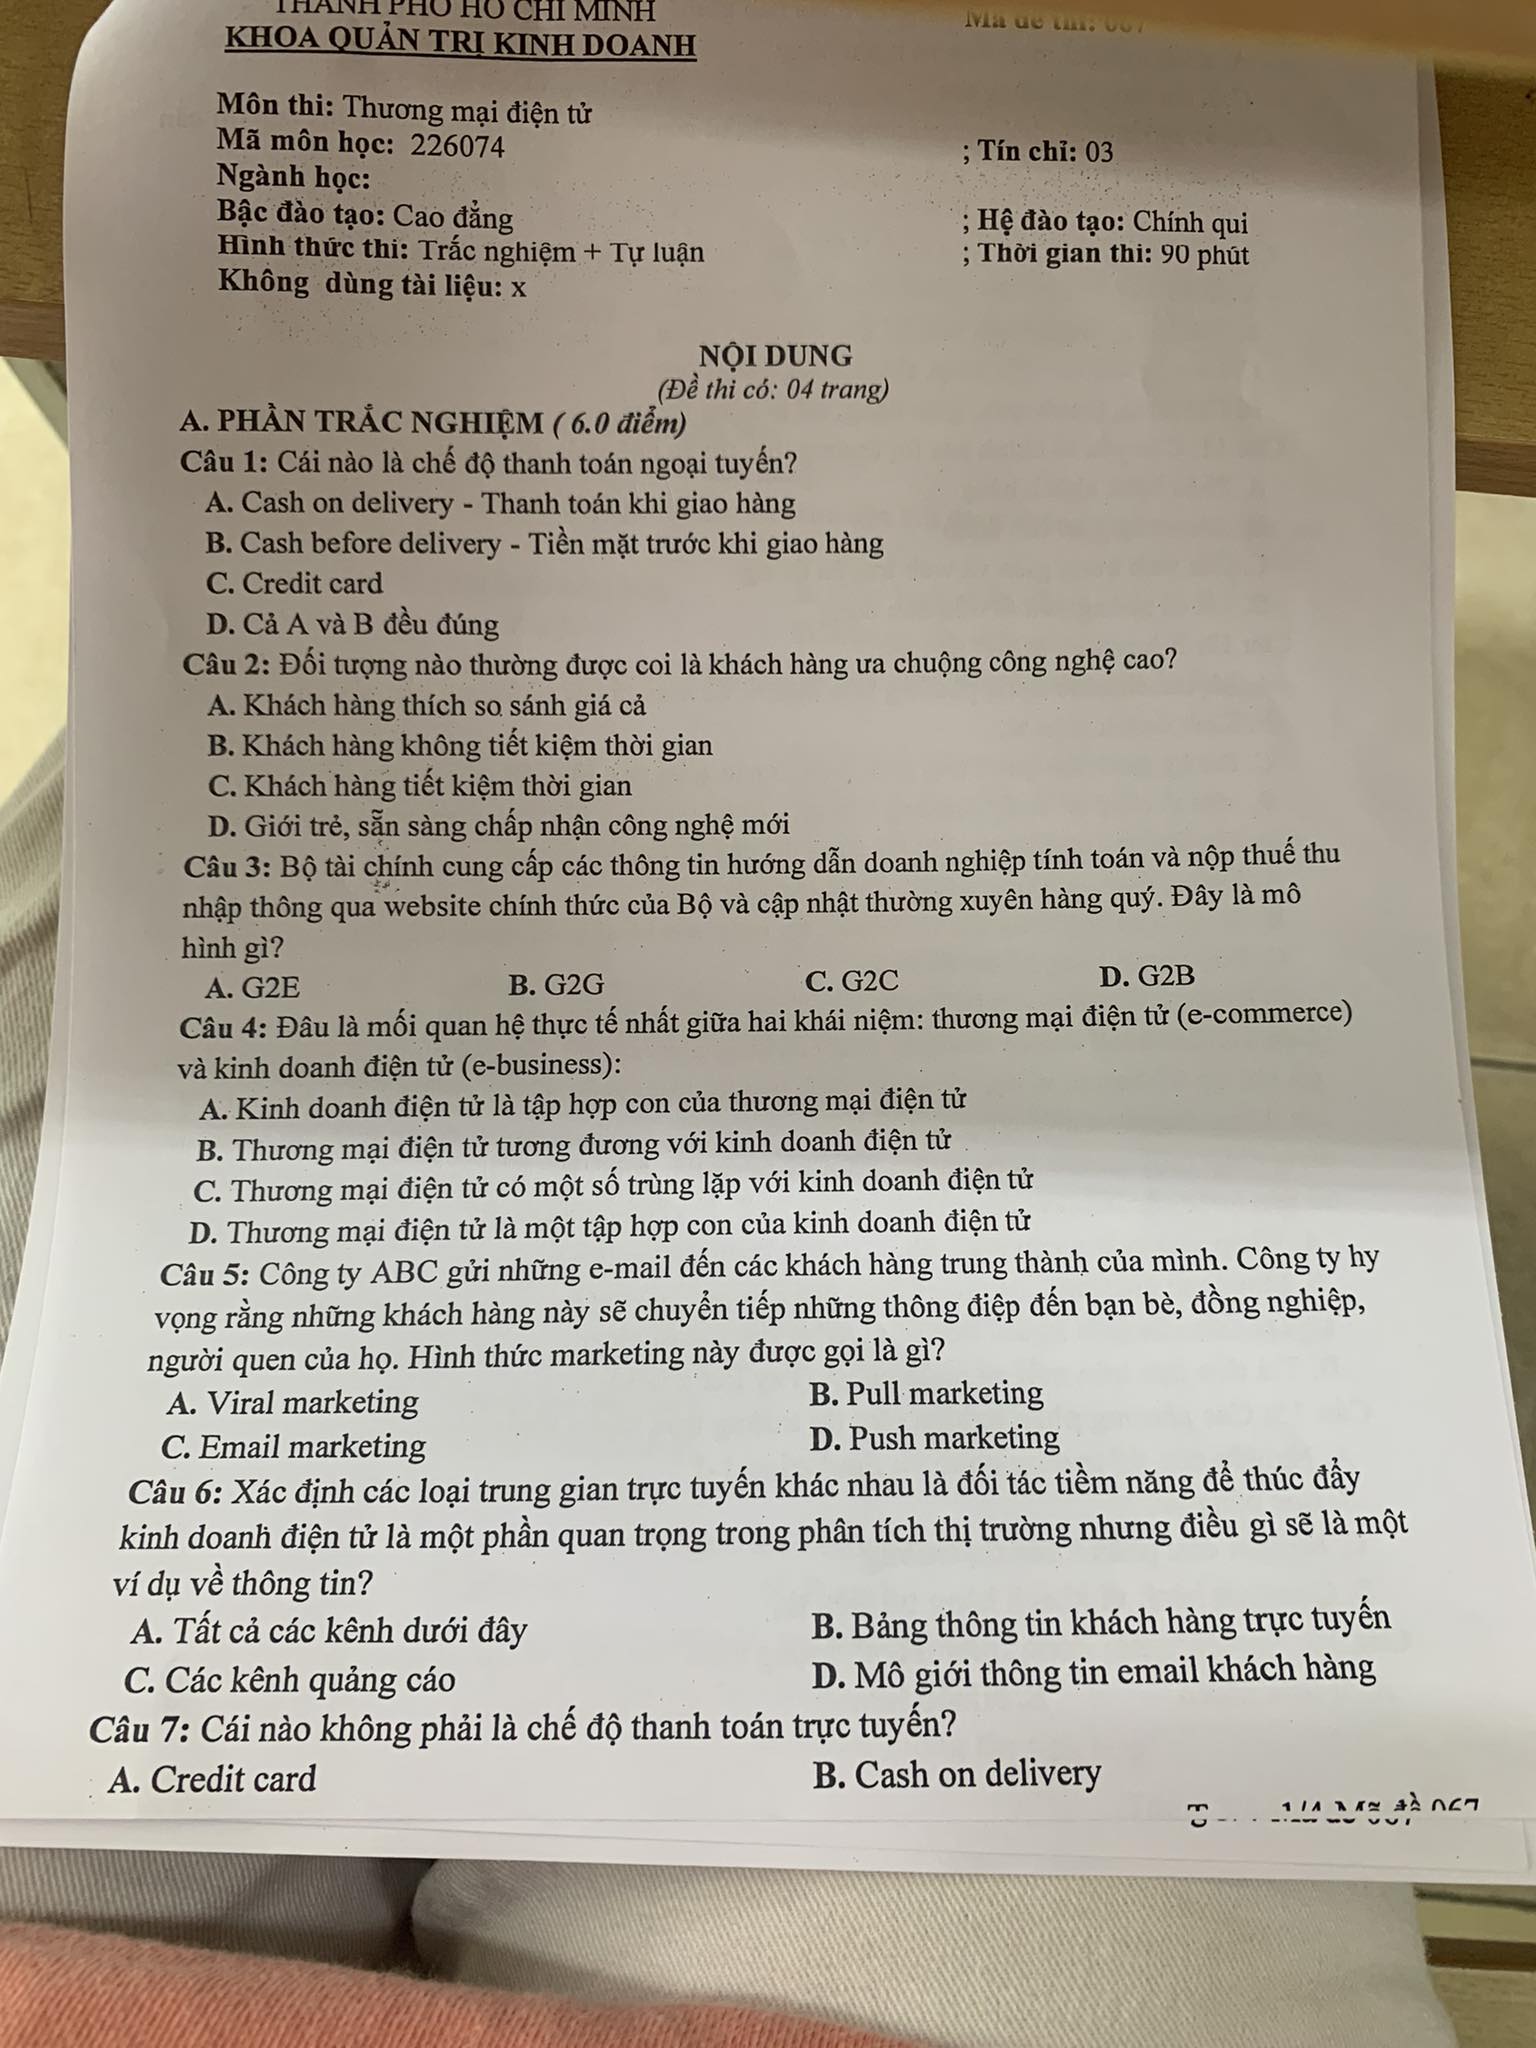 THÀNH PHỐ HỒ CHÍ MINH
KHOA QUẢN TRỊ KINH DOANH
Mã đề thi: 067
Môn thi: Thương mại điện tử
Mã môn học: 226074 ; Tín chỉ: 03
Ngành học:
Bậc đào tạo: Cao đẳng ; Hệ đào tạo: Chính qui
Hình thức thi: Trắc nghiệm + Tự luận ; Thời gian thi: 90 phút
Không dùng tài liệu: x
NỘI DUNG
(Đề thi có: 04 trang)
A. PHẦN TRẮC NGHIỆM ( 6.0 điểm)
Câu 1: Cái nào là chế độ thanh toán ngoại tuyến?
A. Cash on delivery - Thanh toán khi giao hàng
B. Cash before delivery - Tiền mặt trước khi giao hàng
C. Credit card
D. Cả A và B đều đúng
Câu 2: Đối tượng nào thường được coi là khách hàng ưa chuộng công nghệ cao?
A. Khách hàng thích so sánh giá cả
B. Khách hàng không tiết kiệm thời gian
C. Khách hàng tiết kiệm thời gian
D. Giới trẻ, sẵn sàng chấp nhận công nghệ mới
Câu 3: Bộ tài chính cung cấp các thông tin hướng dẫn doanh nghiệp tính toán và nộp thuế thu
nhập thông qua website chính thức của Bộ và cập nhật thường xuyên hàng quý. Đây là mô
hình gì?
A. G2E B. G2G C. G2C D. G2B
Câu 4: Đâu là mối quan hệ thực tế nhất giữa hai khái niệm: thương mại điện tử (e-commerce)
và kinh doanh điện tử (e-business):
A. Kinh doanh điện tử là tập hợp con của thương mại điện tử
B. Thương mại điện tử tương đương với kinh doanh điện tử
C. Thương mại điện tử có một số trùng lặp với kinh doanh điện tử
D. Thương mại điện tử là một tập hợp con của kinh doanh điện tử
Câu 5: Công ty ABC gửi những e-mail đến các khách hàng trung thành của mình. Công ty hy
vọng rằng những khách hàng này sẽ chuyển tiếp những thông điệp đến bạn bè, đồng nghiệp,
người quen của họ. Hình thức marketing này được gọi là gì?
A. Viral marketing B. Pull marketing
C. Email marketing D. Push marketing
Câu 6: Xác định các loại trung gian trực tuyến khác nhau là đối tác tiềm năng để thúc đẩy
kinh doanh điện tử là một phần quan trọng trong phân tích thị trường nhưng điều gì sẽ là một
ví dụ về thông tin?
A. Tất cả các kênh dưới đây B. Bảng thông tin khách hàng trực tuyến
C. Các kênh quảng cáo D. Mô giới thông tin email khách hàng
Câu 7: Cái nào không phải là chế độ thanh toán trực tuyến?
A. Credit card B. Cash on delivery
1/4 Mã đề 067